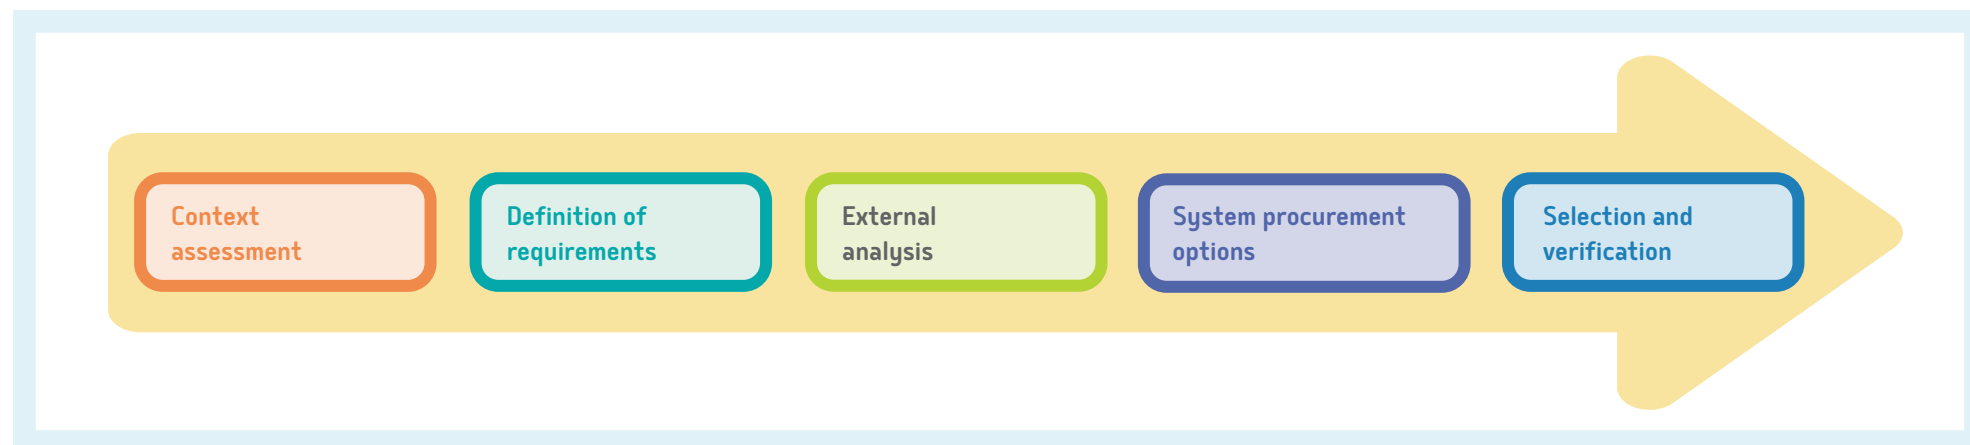 Context
assessment
Definition of
requirements
External
analysis
System procurement
options
Selection and
verification